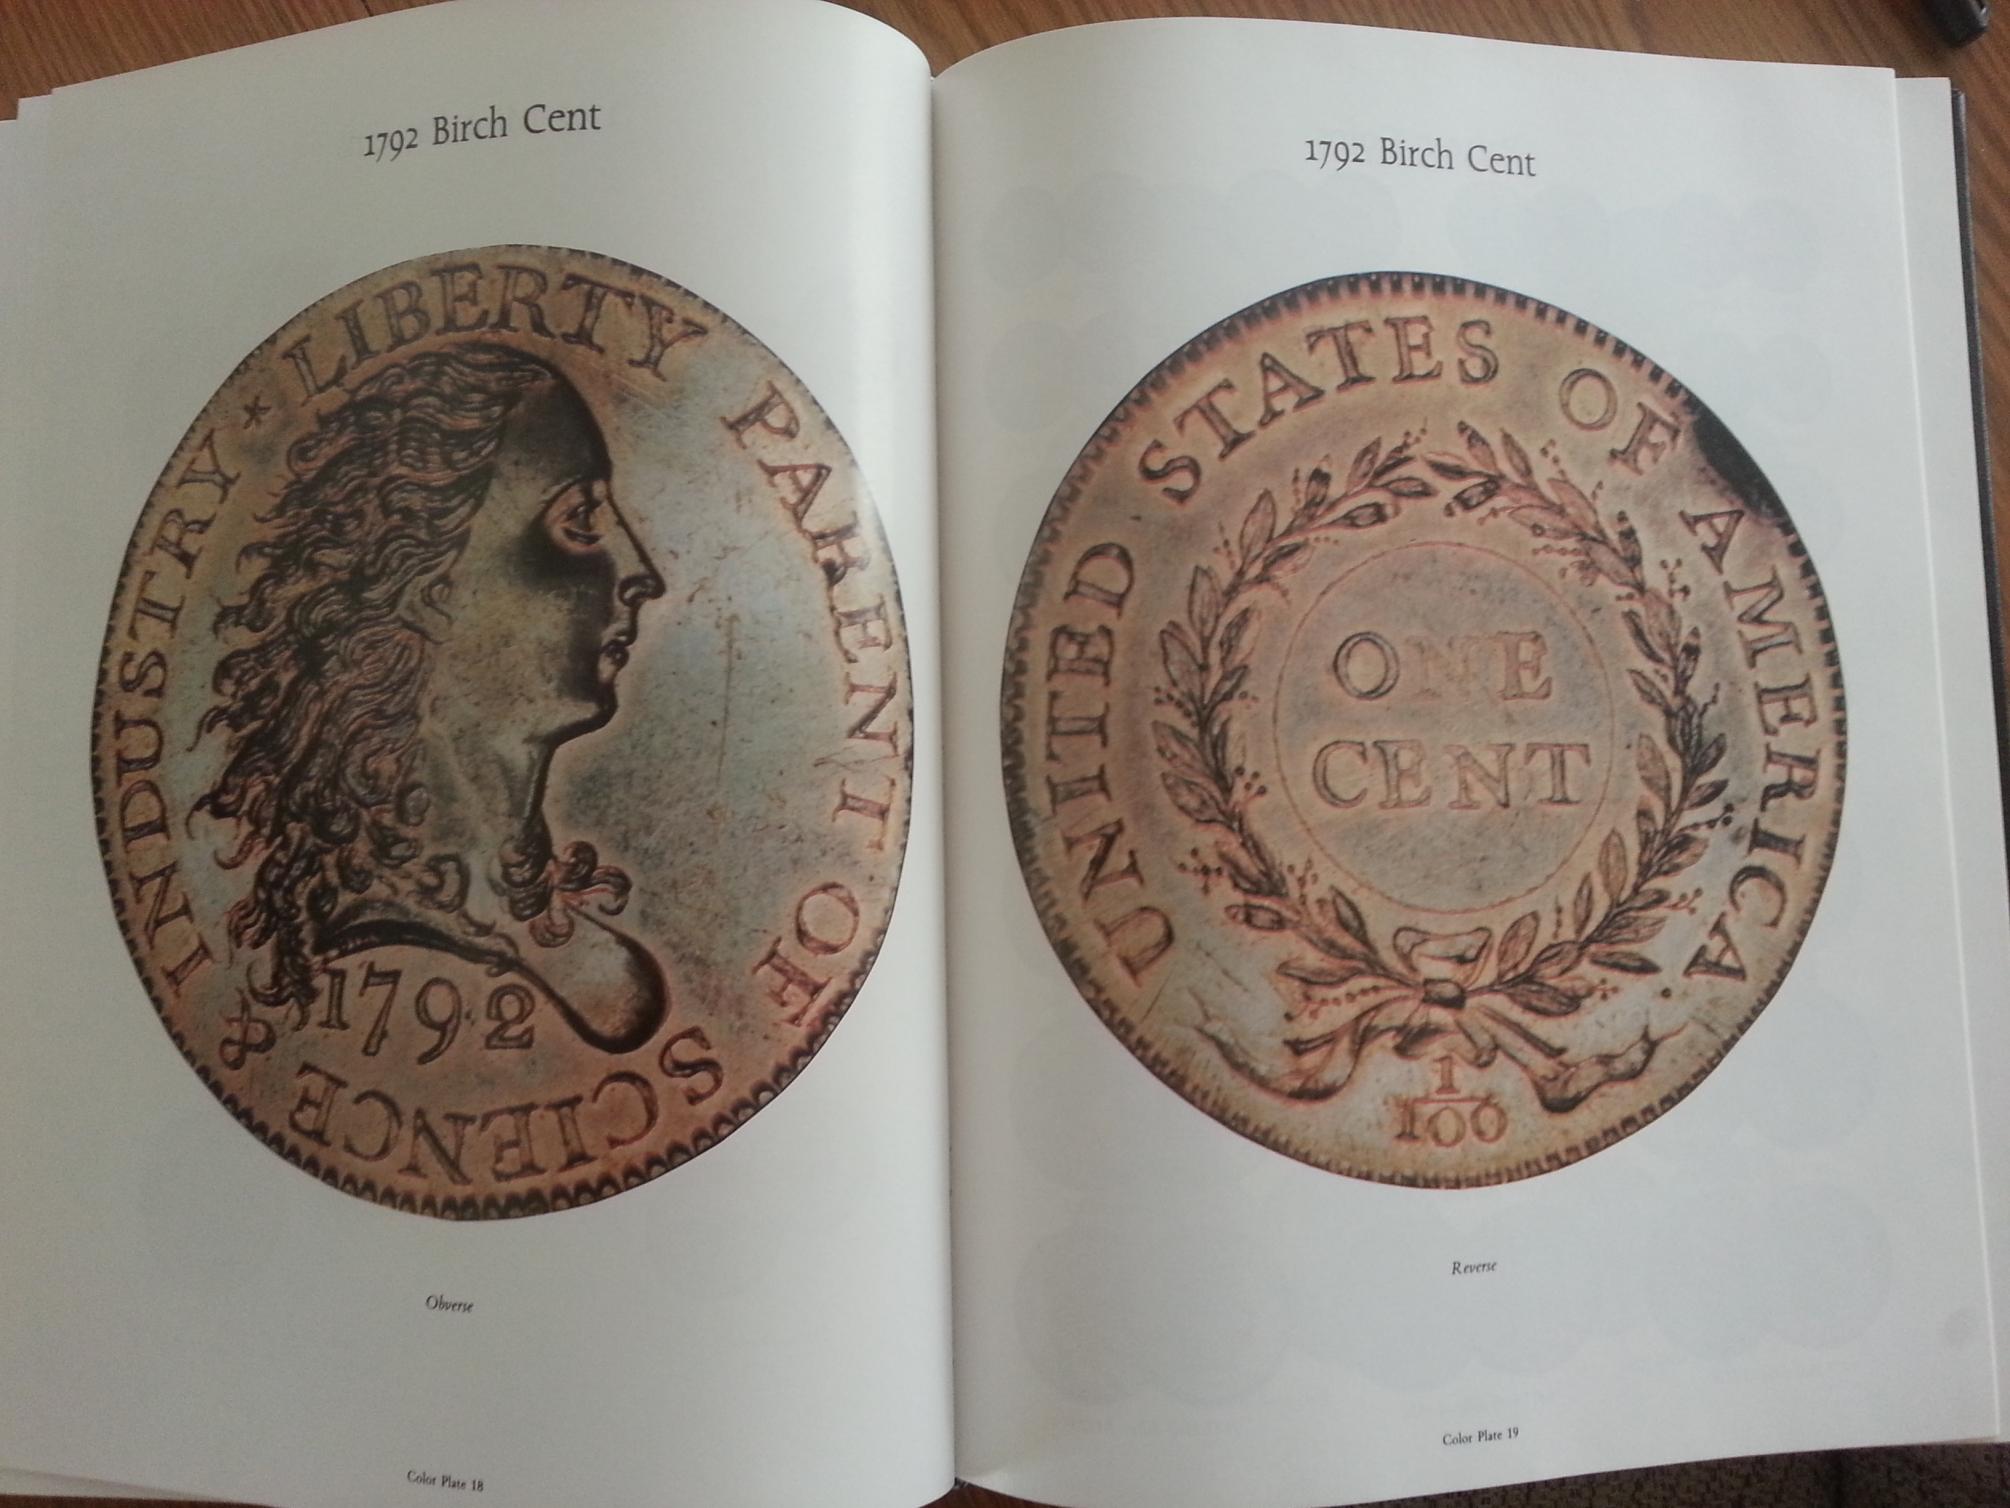 1792 Birch Cent
LIBERTY PARENT OF SCIENCE & INDUSTRY *
1792
Obverse
Color Plate 18
1792 Birch Cent
UNITED STATES OF AMERICA
ONE
CENT
1
100
Reverse
Color Plate 19